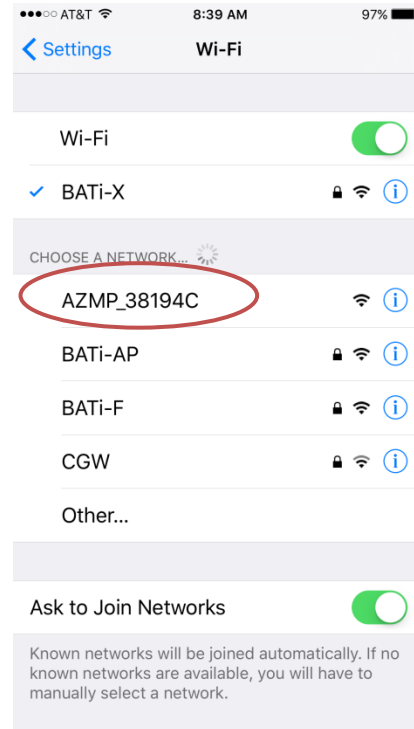 AT&T 8:39 AM 97%
Settings Wi-Fi
Wi-Fi
BATi-X
CHOOSE A NETWORK...
AZMP_38194C
BATi-AP
BATi-F
CGW
Other...
Ask to Join Networks
Known networks will be joined automatically. If no
known networks are available, you will have to
manually select a network.